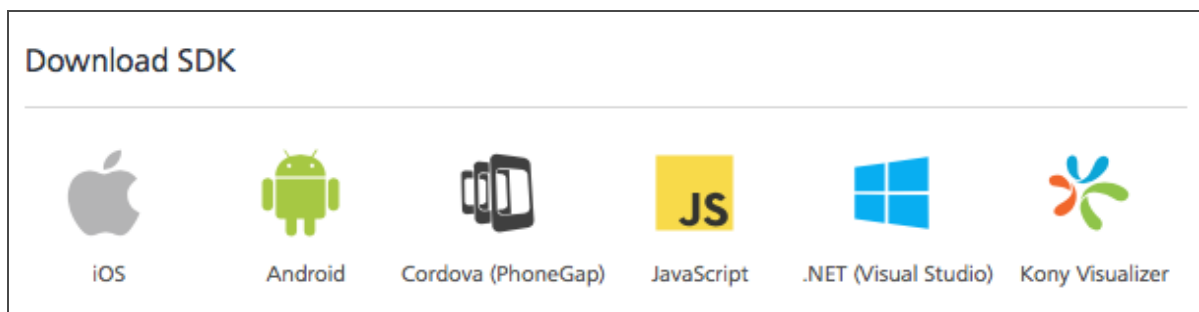 Download SDK
JS
iOS Android Cordova (PhoneGap) JavaScript .NET (Visual Studio) Kony Visualizer